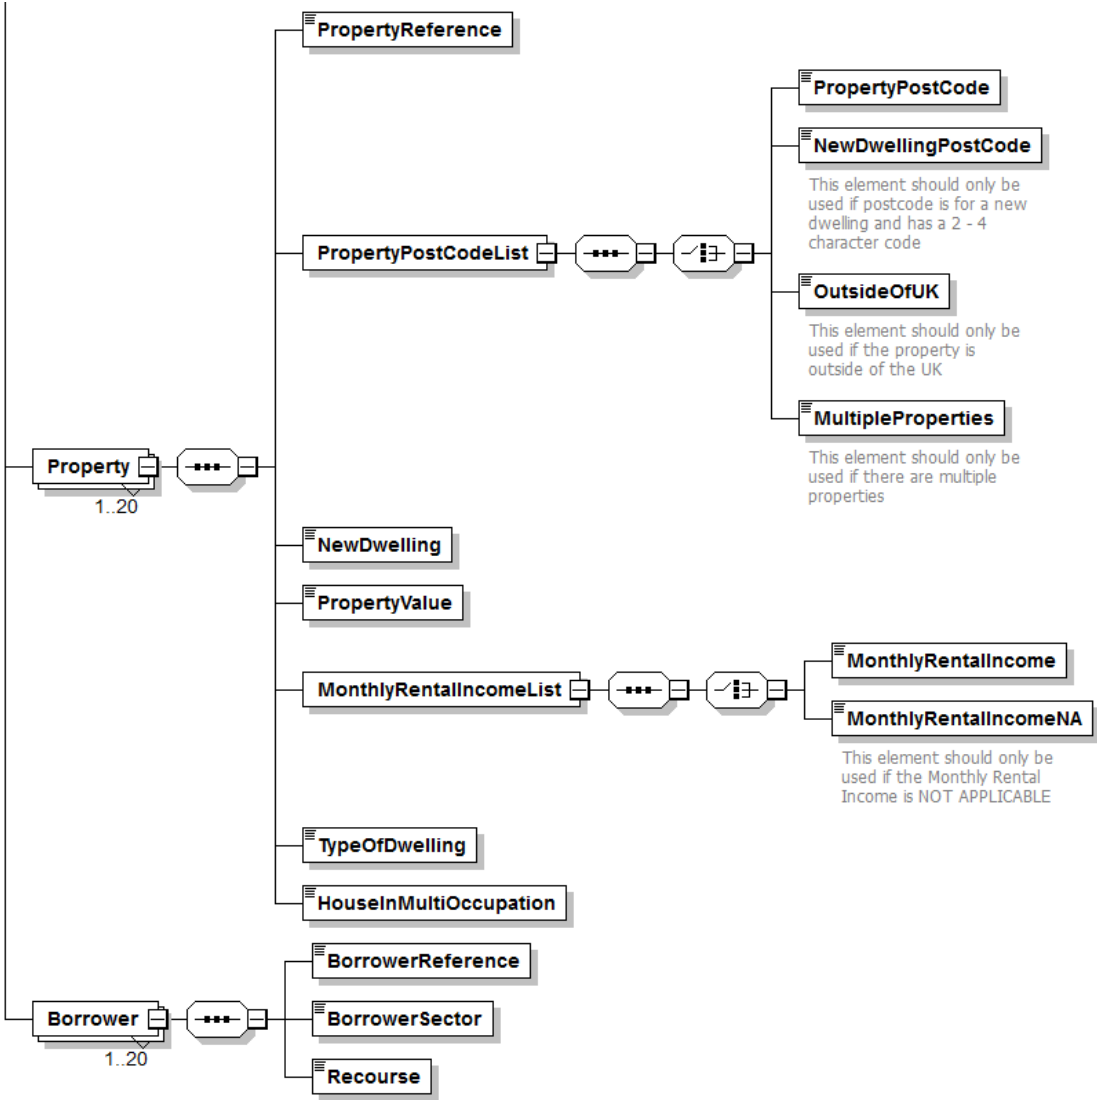 PropertyReference
PropertyPostCode
NewDwellingPostCode
This element should only be
used if postcode is for a new
dwelling and has a 2 - 4
character code
PropertyPostCodeList
OutsideOfUK
This element should only be
used if the property is
outside of the UK
MultipleProperties
This element should only be
used if there are multiple
properties
Property
1..20
NewDwelling
PropertyValue
MonthlyRentalIncomeList
MonthlyRentalIncome
MonthlyRentalIncomeNA
This element should only be
used if the Monthly Rental
Income is NOT APPLICABLE
TypeOfDwelling
HouseInMultiOccupation
BorrowerReference
Borrower
1..20
BorrowerSector
Recourse